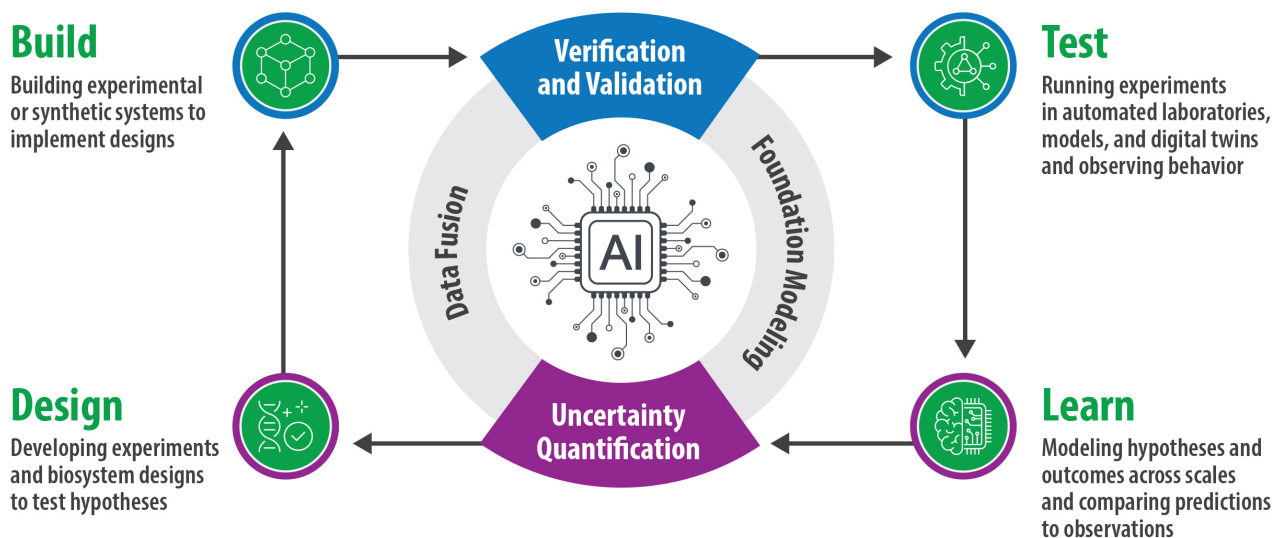 Build
Building experimental
or synthetic systems to
implement designs
Verification
and Validation
Test
Running experiments
in automated laboratories,
models, and digital twins
and observing behavior
Data Fusion
AI
Foundation Modeling
Design
Developing experiments
and biosystem designs
to test hypotheses
Uncertainty
Quantification
Learn
Modeling hypotheses and
outcomes across scales
and comparing predictions
to observations